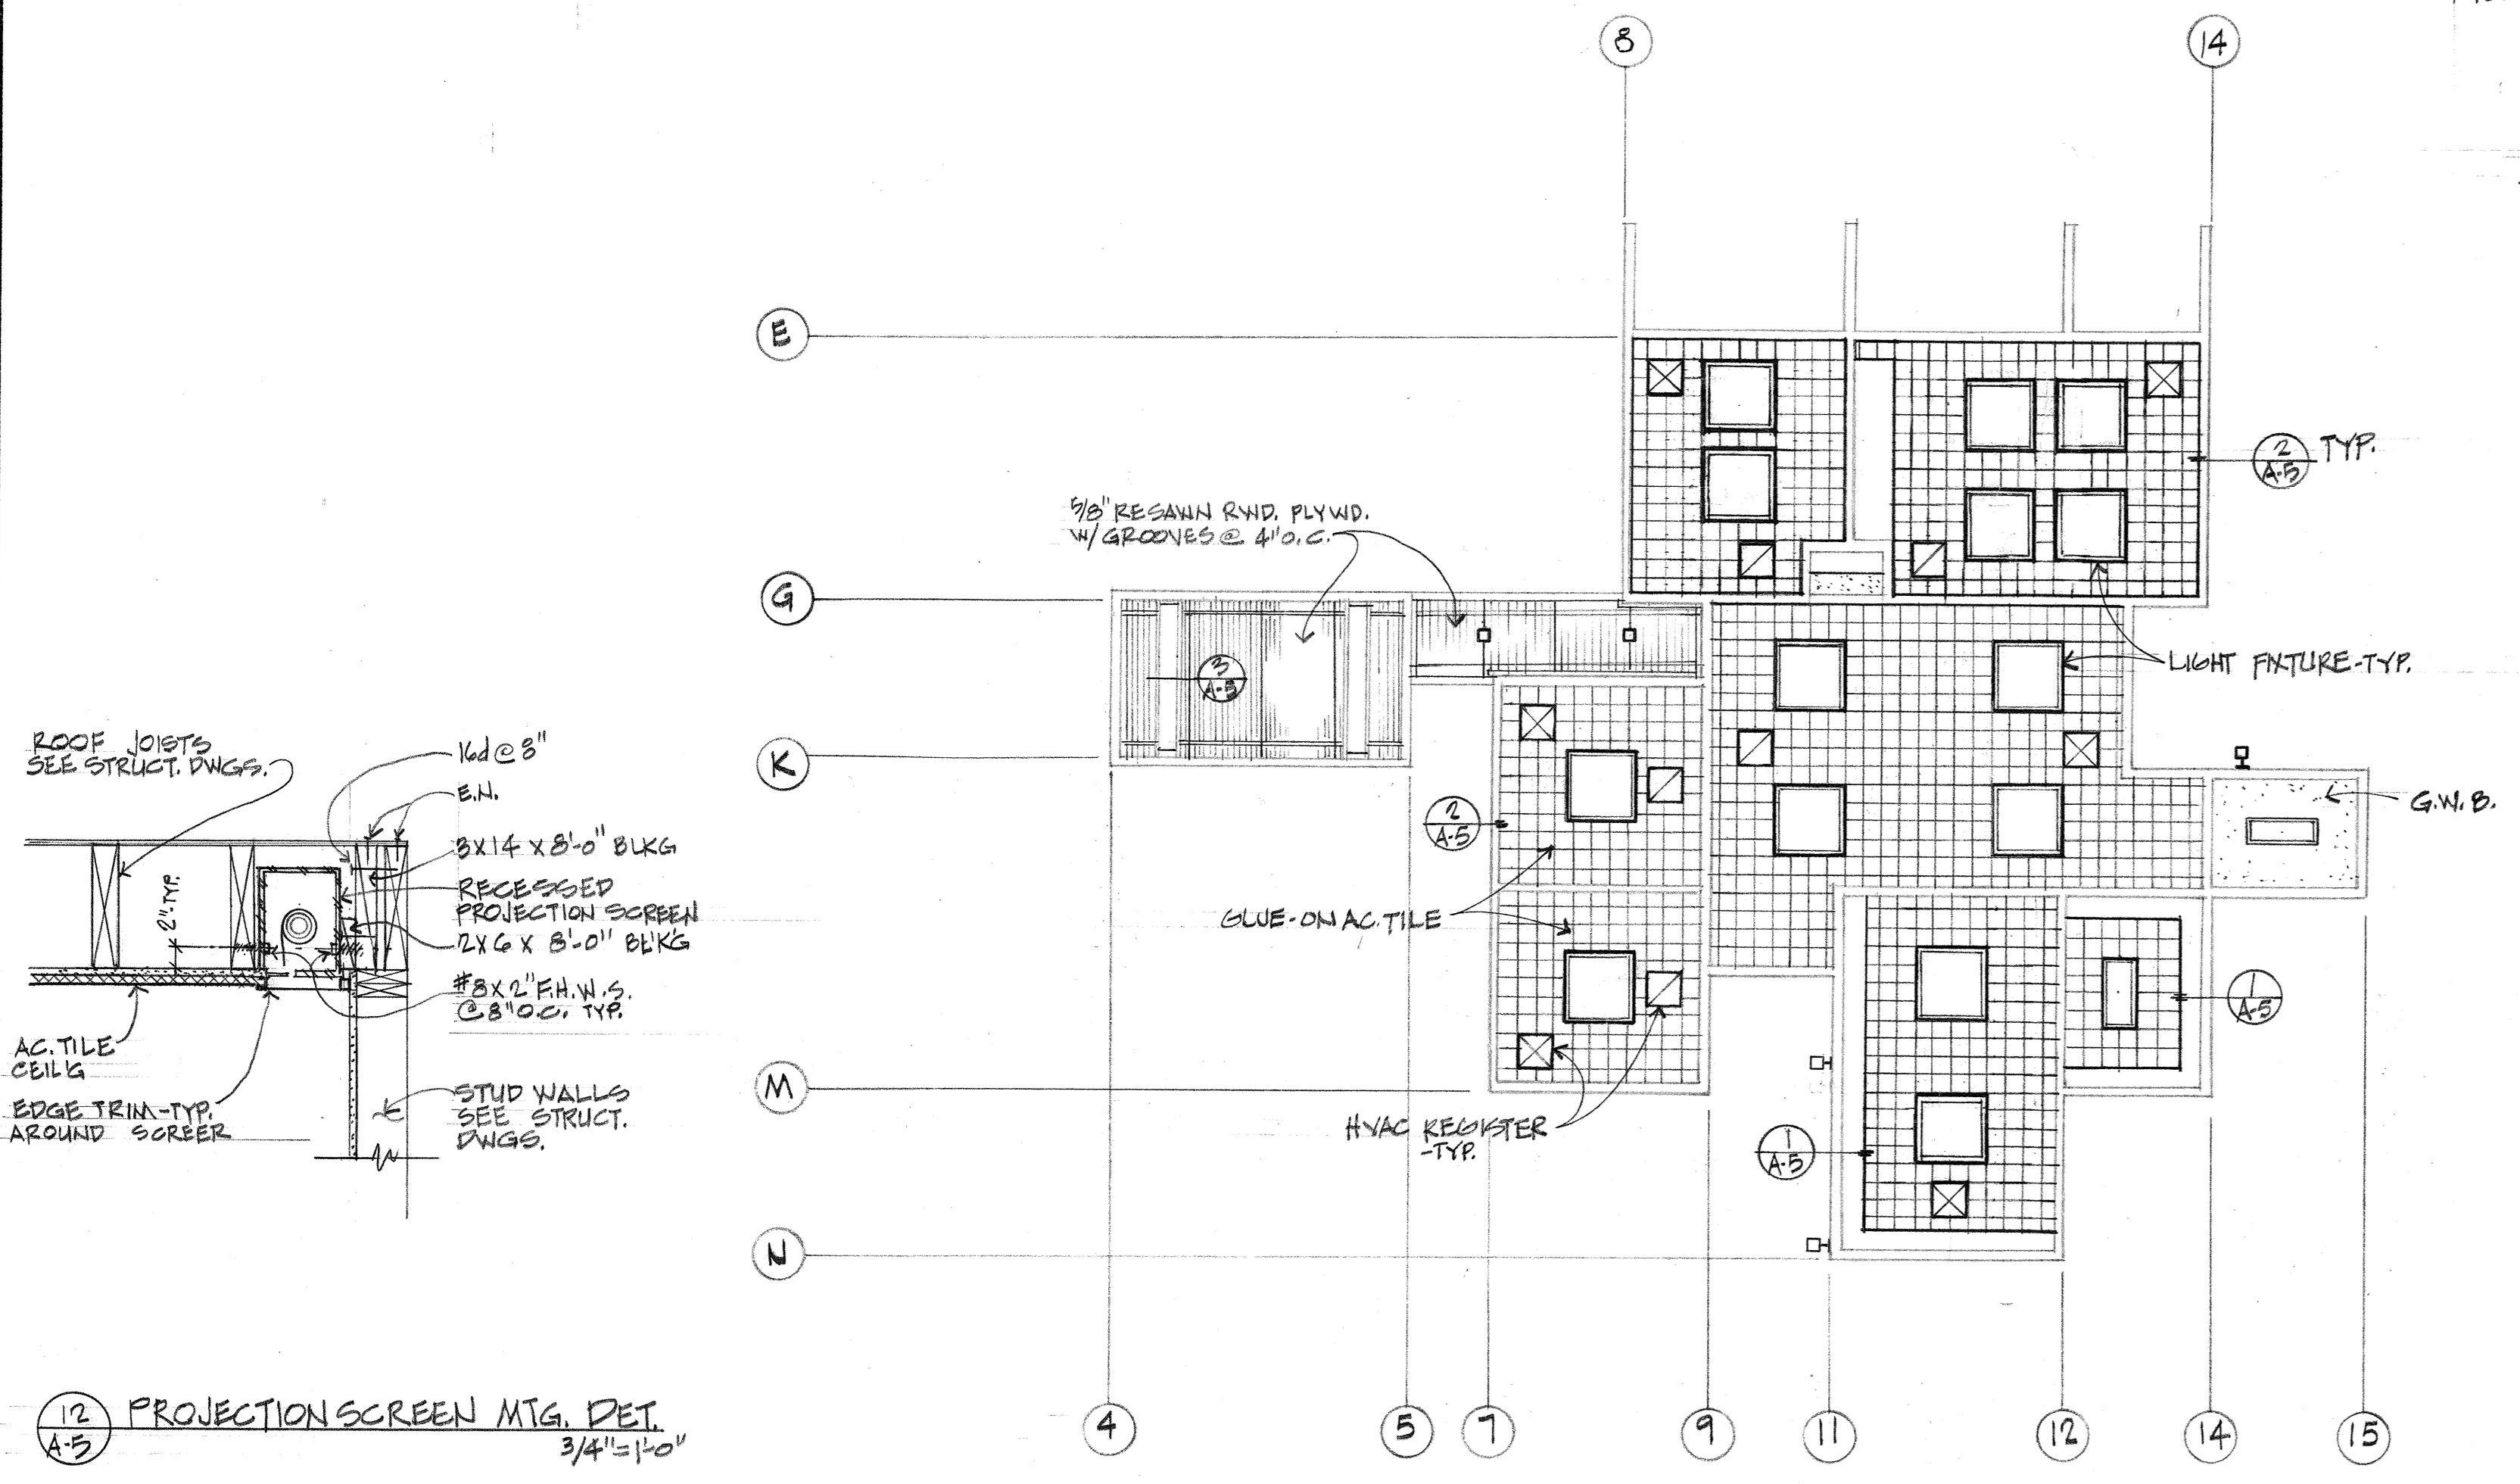 8
14
E
2
A-5
TYP.
5/8" RESAWN RWD. PLYWD.
W/ GROOVES @ 4" O.C.
G
3
A-5
LIGHT FIXTURE-TYP.
K
G.W.B.
2
A-5
GLUE-ON AC. TILE
1
A-5
M
HVAC REGISTER
-TYP.
1
A-5
N
4
5
7
9
11
12
14
15
ROOF JOISTS
SEE STRUCT. DWGS.
16d @ 8"
E.N.
3X14 X 8'-0" BLKG
RECESSED
PROJECTION SCREEN
2X6 X 8'-0" BLK'G
2"-TYP.
#8X2" F.H.W.S.
@ 8" O.C. TYP.
AC. TILE
CEIL'G
EDGE TRIM-TYP.
AROUND SCREER
STUD WALLS
SEE STRUCT.
DWGS.
12
A-5
PROJECTION SCREEN MTG. DET.
3/4"=1'-0"